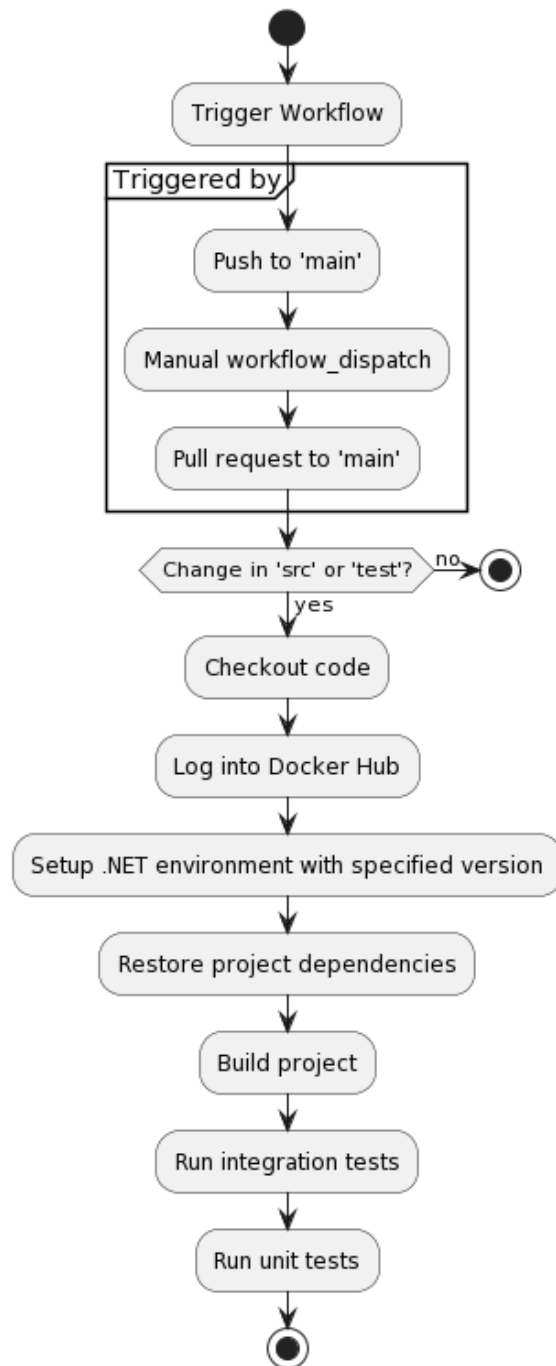 Trigger Workflow
Triggered by
Push to 'main'
Manual workflow_dispatch
Pull request to 'main'
Change in 'src' or 'test'?
no
yes
Checkout code
Log into Docker Hub
Setup .NET environment with specified version
Restore project dependencies
Build project
Run integration tests
Run unit tests